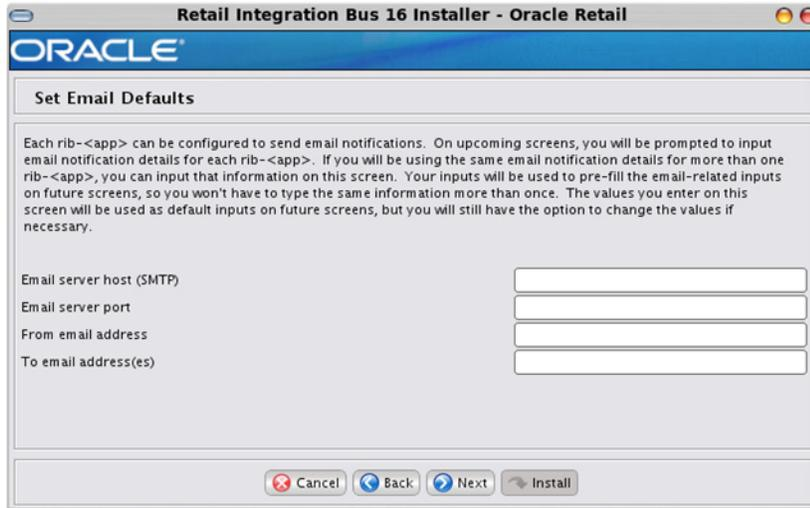 Retail Integration Bus 16 Installer - Oracle Retail
ORACLE®
Set Email Defaults
Each rib-<app> can be configured to send email notifications. On upcoming screens, you will be prompted to input
email notification details for each rib-<app>. If you will be using the same email notification details for more than one
rib-<app>, you can input that information on this screen. Your inputs will be used to pre-fill the email-related inputs
on future screens, so you won't have to type the same information more than once. The values you enter on this
screen will be used as default inputs on future screens, but you will still have the option to change the values if
necessary.
Email server host (SMTP)
Email server port
From email address
To email address(es)
Cancel Back Next Install